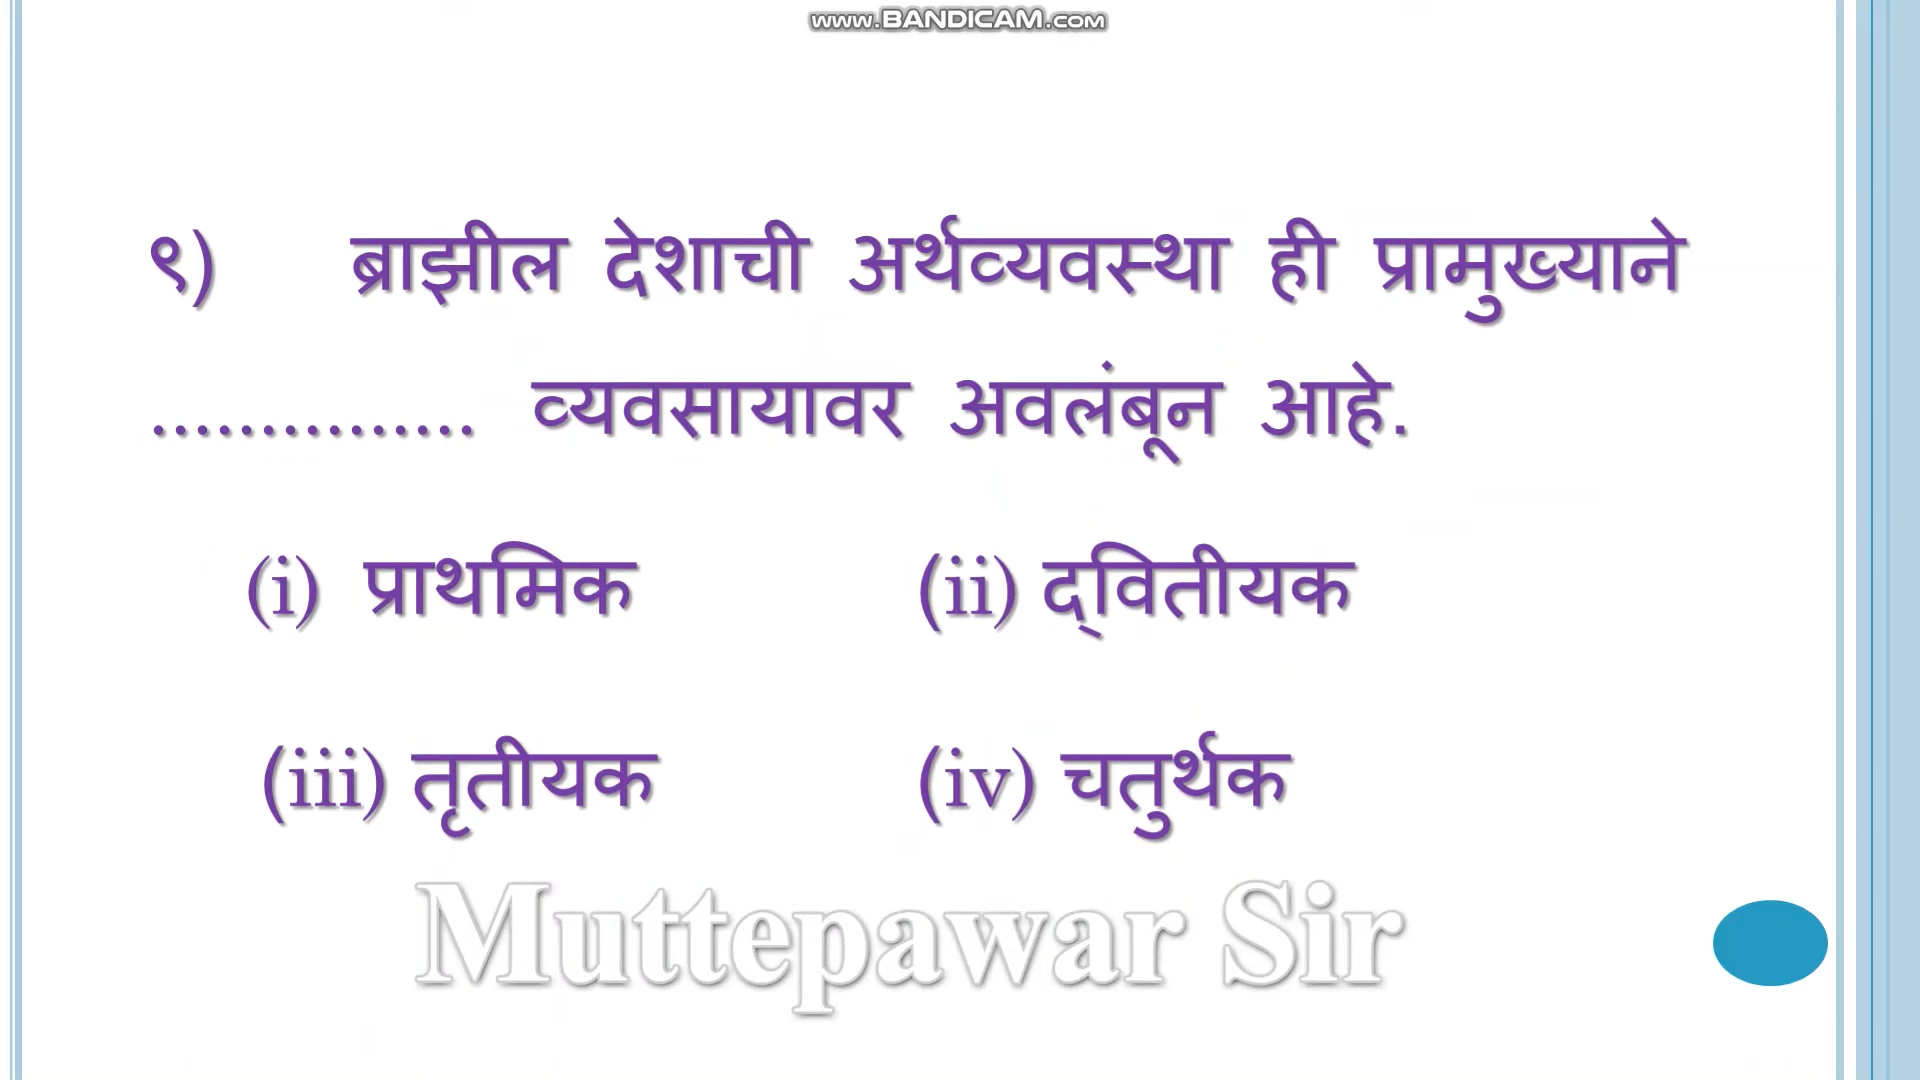 www.BANDICAM.com
९) ब्राझील देशाची अर्थव्यवस्था ही प्रामुख्याने
............... व्यवसायावर अवलंबून आहे.
(i) प्राथमिक (ii) द्‌वितीयक
(iii) तृतीयक (iv) चतुर्थक
Muttepawar Sir